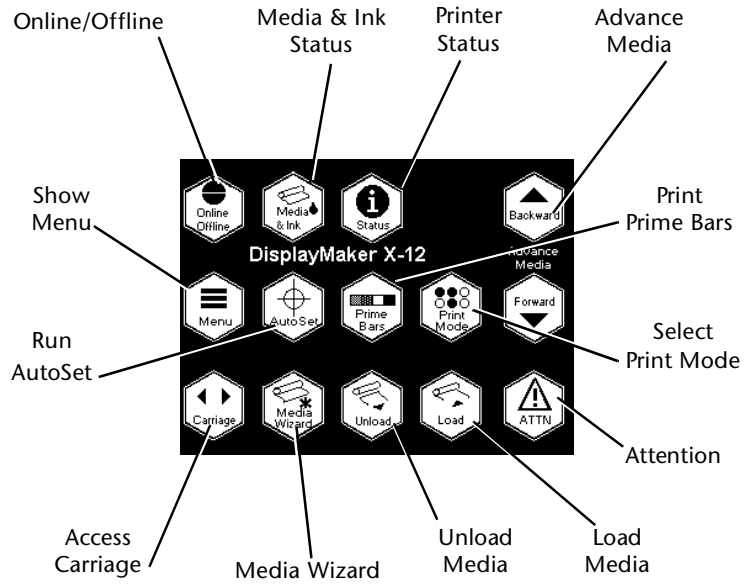 Online/Offline
Media & Ink
Status
Printer
Status
Advance
Media
Show
Menu
Online
Offline
Media
& Ink
Status
Backward
Print
Prime Bars
DisplayMaker X-12
Advance
Media
Menu
AutoSet
Prime
Bars
Print
Mode
Forward
Run
AutoSet
Select
Print Mode
Carriage
Media
Wizard
Unload
Load
ATTN
Attention
Access
Carriage
Media Wizard
Unload
Media
Load
Media